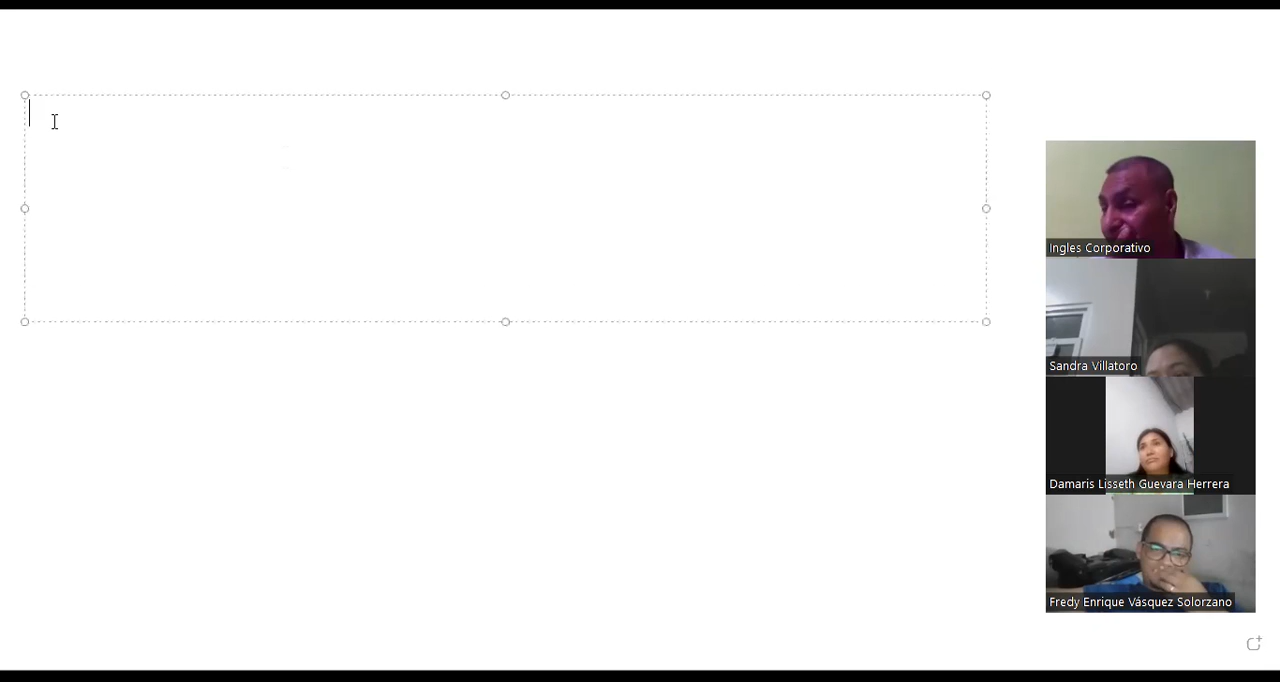 Ingles Corporativo
Sandra Villatoro
Damaris Lisseth Guevara Herrera
Fredy Enrique Vásquez Solorzano